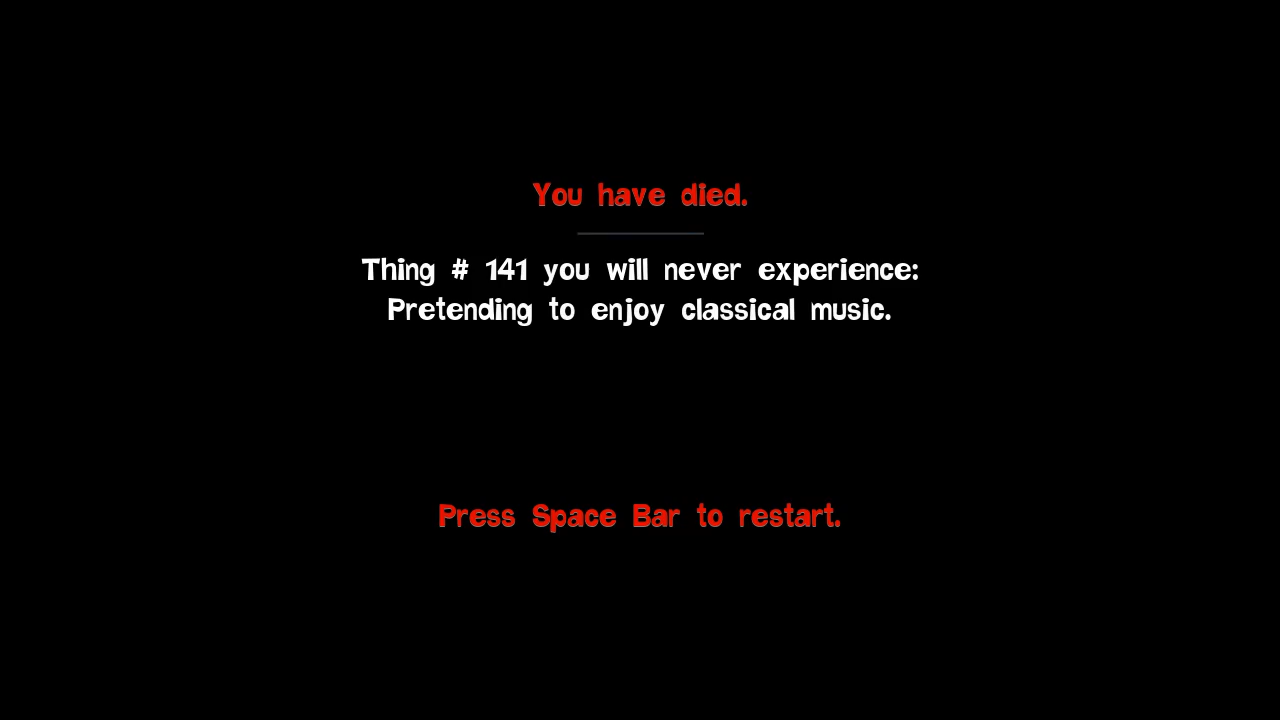 You have died.
Thing # 141 you will never experience:
Pretending to enjoy classical music.
Press Space Bar to restart.